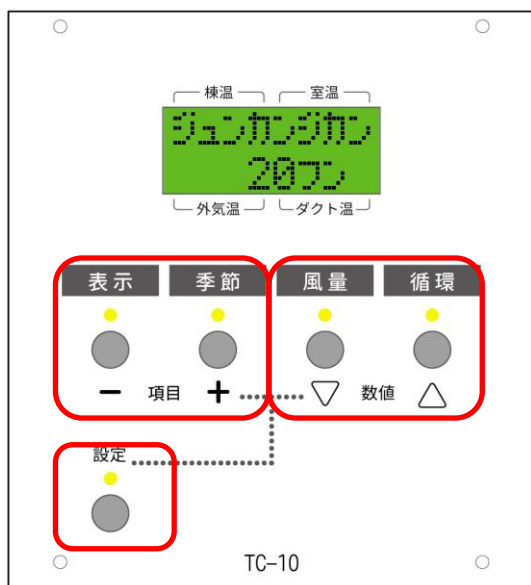 棟温 室温
ジュンカンジカン
20フン
外気温 ダクト温
表示 季節 風量 循環
− 項目 + ▽ 数値 △
設定
TC-10